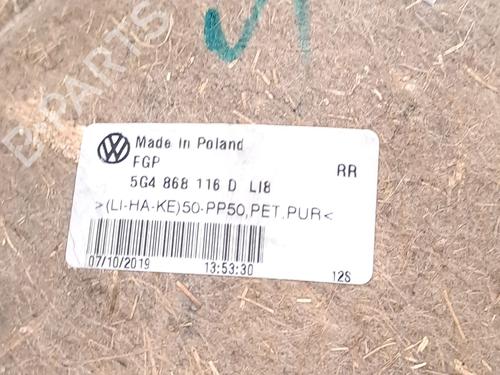 B-PARTS
Made in Poland
FGP
RR
5G4 868 116 D LI8
>(LI-HA-KE)50-PP50,PET,PUR<
07/10/2019 13:53:30
12S